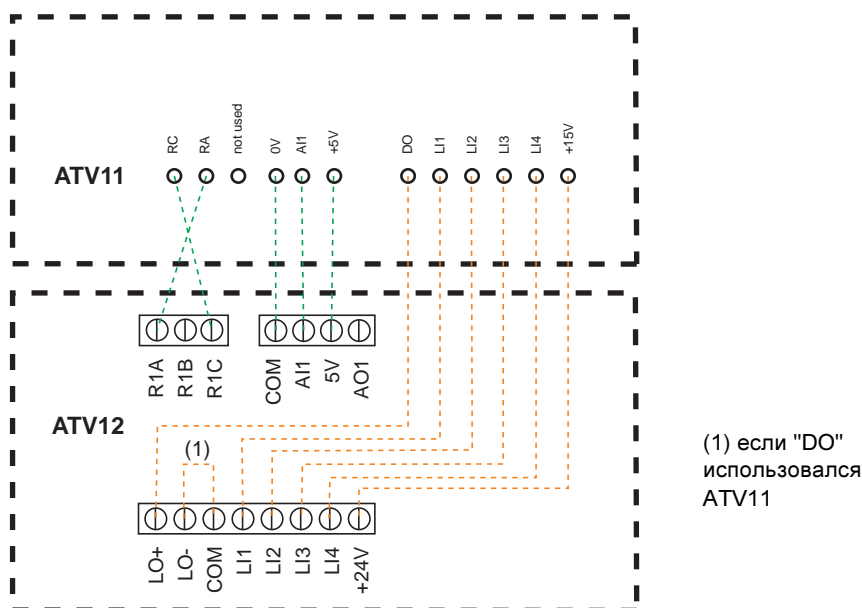 RC
RA
not used
0V
AI1
+5V
DO
LI1
LI2
LI3
LI4
+15V
ATV11
R1A
R1B
R1C
COM
AI1
5V
AO1
ATV12
(1)
LO+
LO-
COM
LI1
LI2
LI3
LI4
+24V
(1) если "DO"
использовался
ATV11